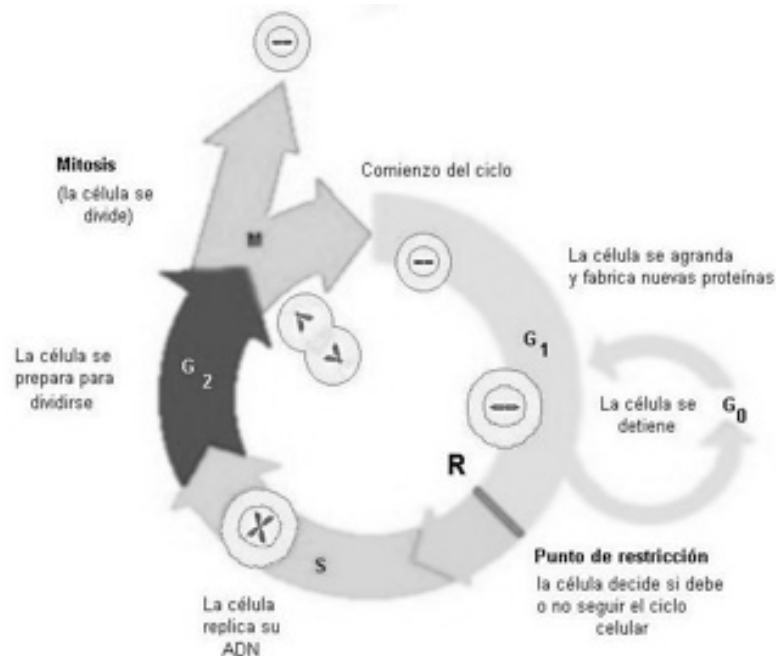 Comienzo del ciclo
Mitosis
(la célula se
divide)
M
La célula se agranda
y fabrica nuevas proteínas
G1
La célula se
prepara para
dividirse
G2
La célula se
detiene
G0
R
Punto de restricción
la célula decide si debe
o no seguir el ciclo
celular
S
La célula
replica su
ADN